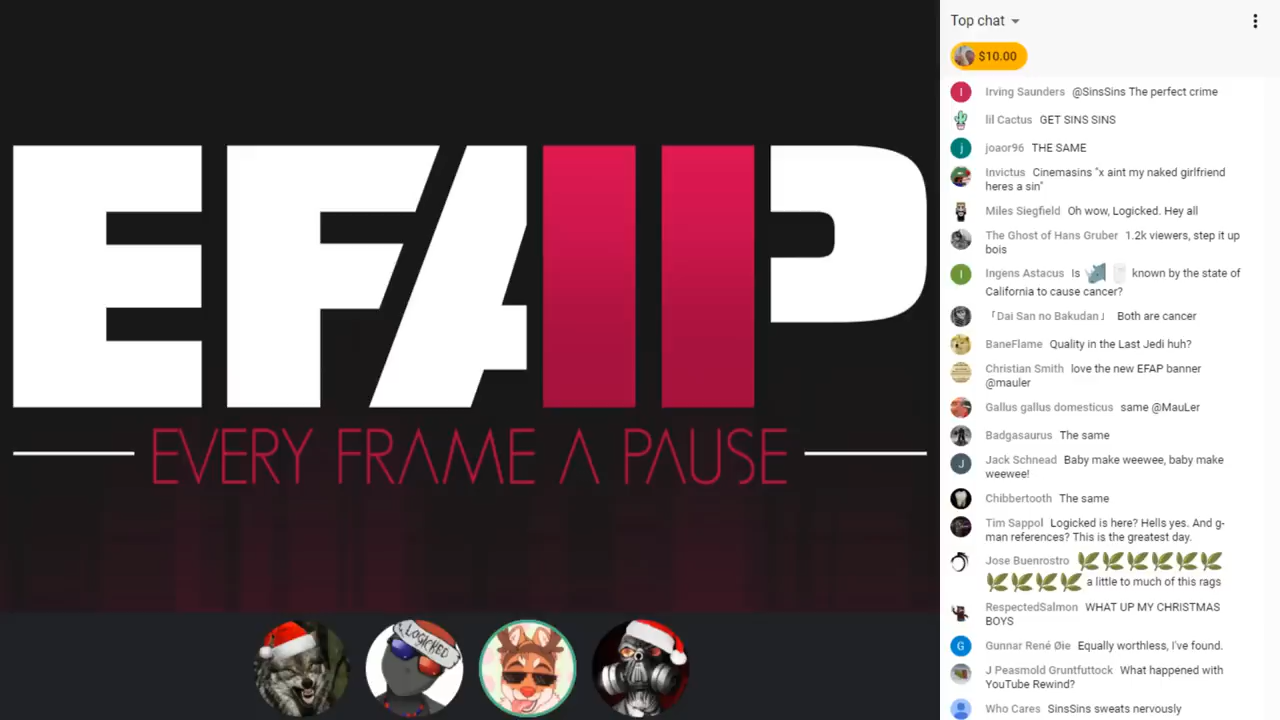 EFAP
EVERY FRAME A PAUSE
LOGICKED
Top chat
$10.00
I
Irving Saunders @SinsSins The perfect crime
lil Cactus GET SINS SINS
j
joaor96 THE SAME
Invictus Cinemasins "x aint my naked girlfriend
heres a sin"
Miles Siegfield Oh wow, Logicked. Hey all
The Ghost of Hans Gruber 1.2k viewers, step it up
bois
I
Ingens Astacus Is known by the state of
California to cause cancer?
「Dai San no Bakudan」 Both are cancer
BaneFlame Quality in the Last Jedi huh?
Christian Smith love the new EFAP banner
@mauler
Gallus gallus domesticus same @MauLer
Badgasaurus The same
J
Jack Schnead Baby make weewee, baby make
weewee!
Chibbertooth The same
Tim Sappol Logicked is here? Hells yes. And g-
man references? This is the greatest day.
Jose Buenrostro
a little to much of this rags
RespectedSalmon WHAT UP MY CHRISTMAS
BOYS
G
Gunnar René Øie Equally worthless, I've found.
J Peasmold Gruntfuttock What happened with
YouTube Rewind?
Who Cares SinsSins sweats nervously